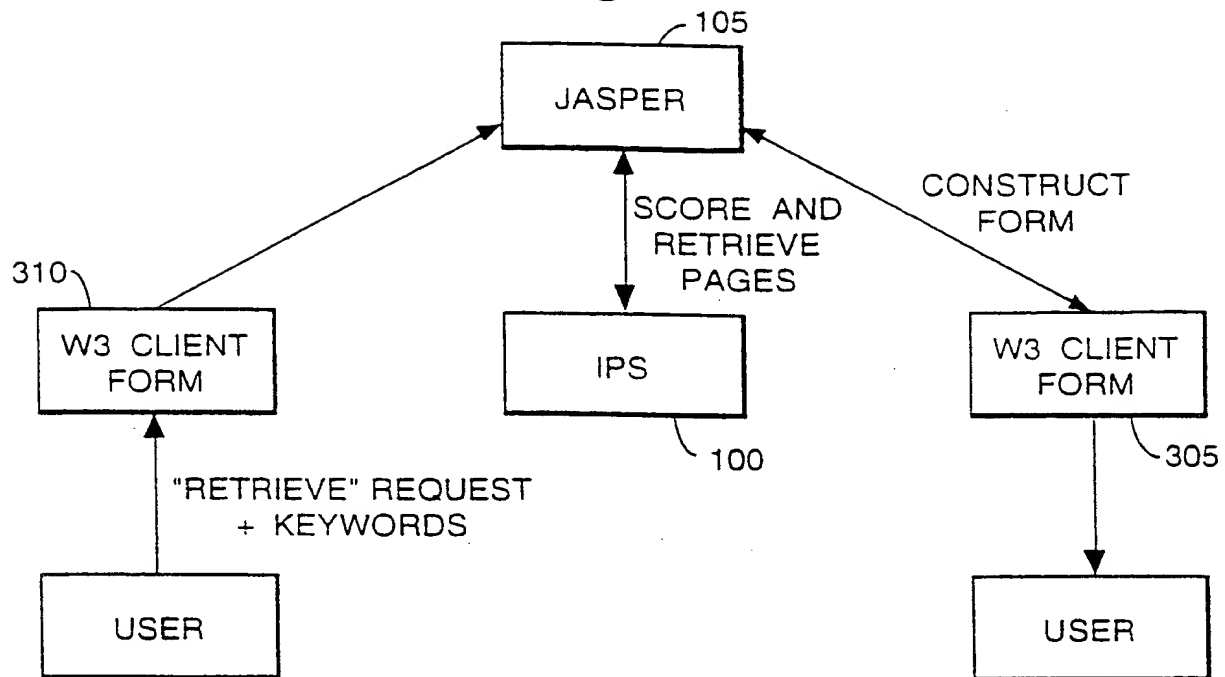 105
JASPER
CONSTRUCT
FORM
SCORE AND
RETRIEVE
PAGES
310
W3 CLIENT
FORM
IPS
W3 CLIENT
FORM
100
305
"RETRIEVE" REQUEST
+ KEYWORDS
USER
USER